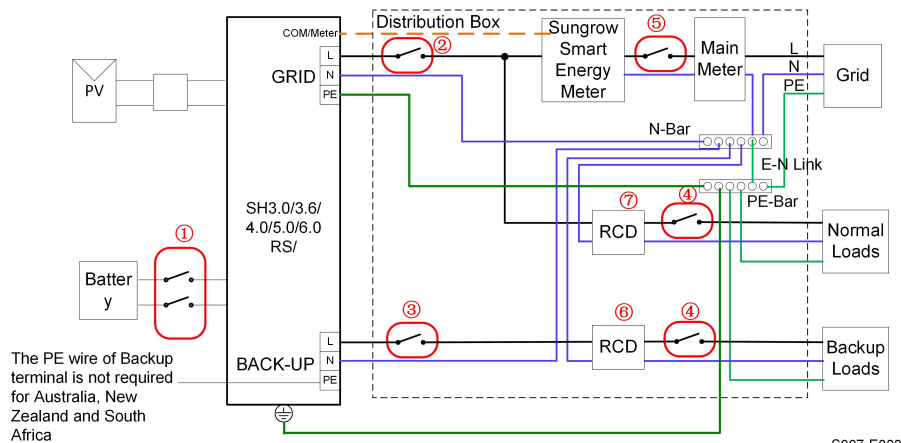 Distribution Box
COM/Meter
②
⑤
L
N
PE
GRID
PV
Sungrow
Smart
Energy
Meter
Main
Meter
L
N
PE
Grid
N-Bar
E-N Link
PE-Bar
SH3.0/3.6/
4.0/5.0/6.0
RS/
①
⑦
④
RCD
Normal
Loads
Batter
y
③
⑥
④
L
N
PE
BACK-UP
RCD
Backup
Loads
The PE wire of Backup
terminal is not required
for Australia, New
Zealand and South
Africa